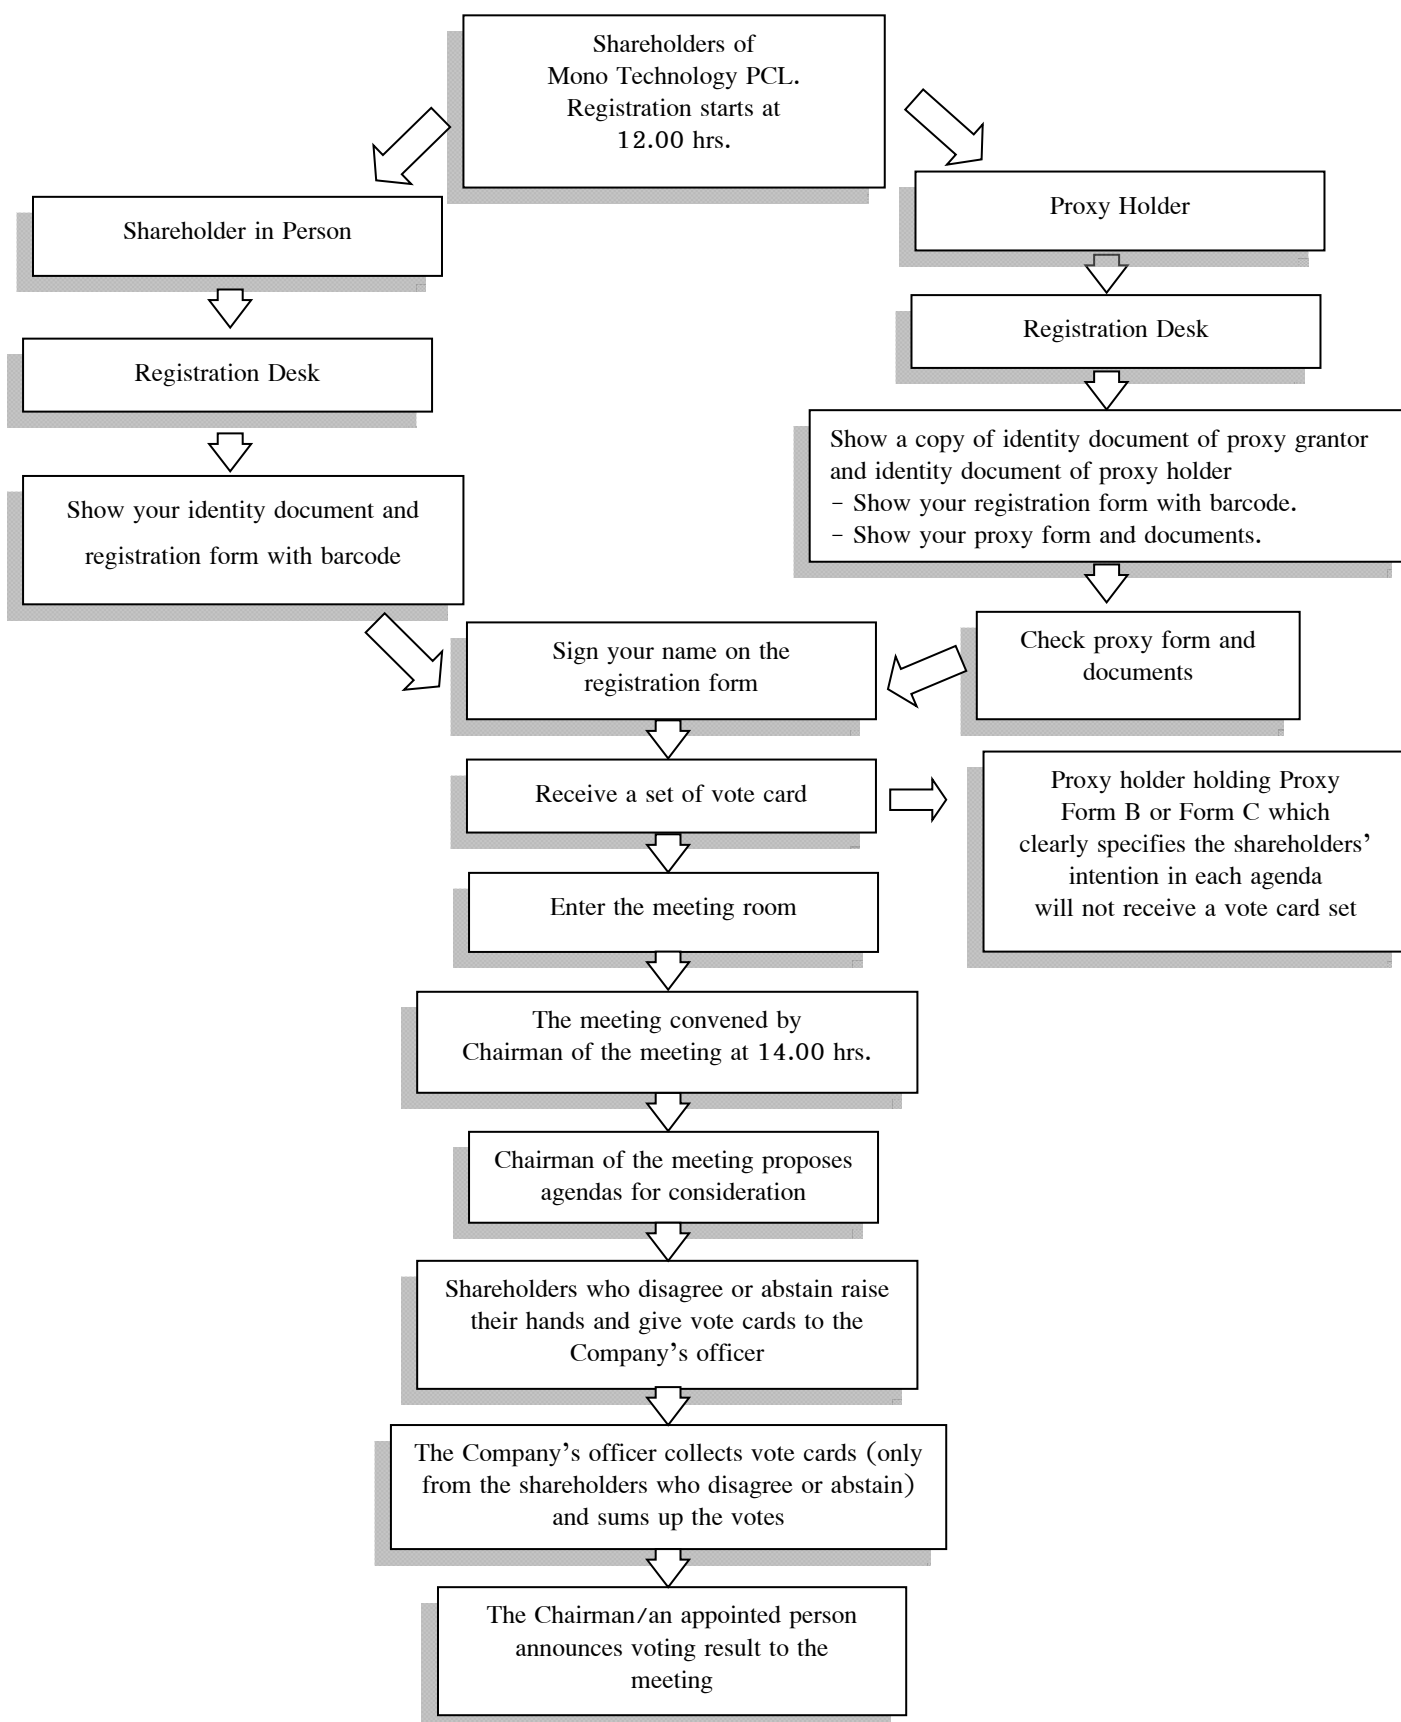 Shareholders of
Mono Technology PCL.
Registration starts at
12.00 hrs.
Shareholder in Person
Proxy Holder
Registration Desk
Registration Desk
Show your identity document and
registration form with barcode
Show a copy of identity document of proxy grantor
and identity document of proxy holder
- Show your registration form with barcode.
- Show your proxy form and documents.
Sign your name on the
registration form
Check proxy form and
documents
Receive a set of vote card
Proxy holder holding Proxy
Form B or Form C which
clearly specifies the shareholders’
intention in each agenda
will not receive a vote card set
Enter the meeting room
The meeting convened by
Chairman of the meeting at 14.00 hrs.
Chairman of the meeting proposes
agendas for consideration
Shareholders who disagree or abstain raise
their hands and give vote cards to the
Company’s officer
The Company’s officer collects vote cards (only
from the shareholders who disagree or abstain)
and sums up the votes
The Chairman/an appointed person
announces voting result to the
meeting